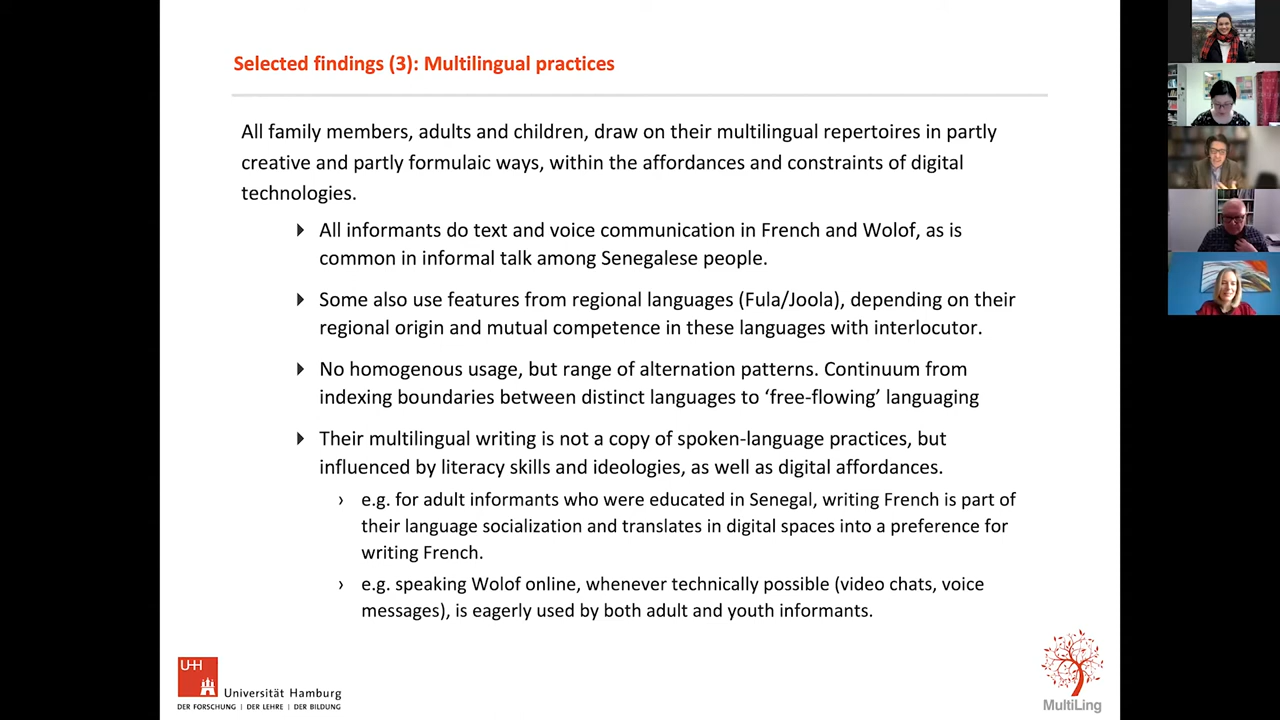 Selected findings (3): Multilingual practices
All family members, adults and children, draw on their multilingual repertoires in partly
creative and partly formulaic ways, within the affordances and constraints of digital
technologies.
All informants do text and voice communication in French and Wolof, as is
common in informal talk among Senegalese people.
Some also use features from regional languages (Fula/Joola), depending on their
regional origin and mutual competence in these languages with interlocutor.
No homogenous usage, but range of alternation patterns. Continuum from
indexing boundaries between distinct languages to ‘free-flowing’ languaging
Their multilingual writing is not a copy of spoken-language practices, but
influenced by literacy skills and ideologies, as well as digital affordances.
e.g. for adult informants who were educated in Senegal, writing French is part of
their language socialization and translates in digital spaces into a preference for
writing French.
e.g. speaking Wolof online, whenever technically possible (video chats, voice
messages), is eagerly used by both adult and youth informants.
UH
Universität Hamburg
DER FORSCHUNG | DER LEHRE | DER BILDUNG
MultiLing